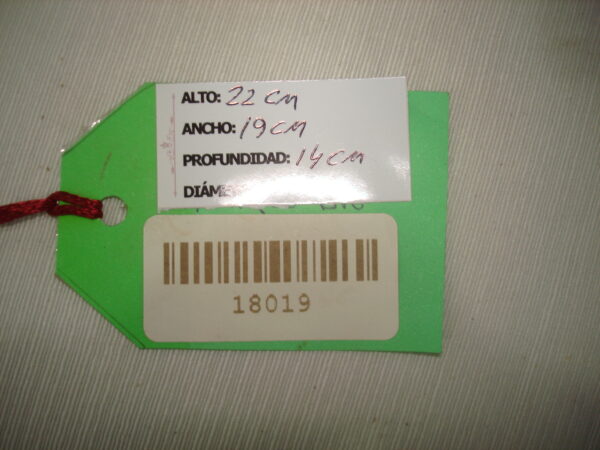 ALTO: 22 CM
ANCHO: 19 CM
PROFUNDIDAD: 14 CM
18019